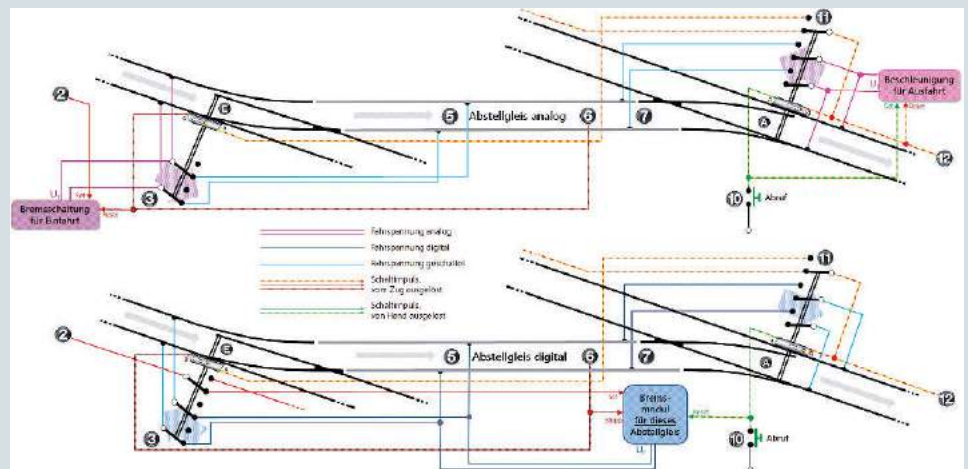 11
2
E
5
Abstellgleis analog
6
7
A
Beschleunigung
für Ausfahrt
12
3
Bremsschaltung
für Einfahrt
10
Abruf
Fahrspannung analog
Fahrspannung digital
Fahrspannung geschaltet
Schaltimpuls,
vom Zug ausgelöst
Schaltimpuls,
von Hand ausgelöst
11
2
E
5
Abstellgleis digital
6
7
A
12
3
Brems-
modul
für dieses
Abstellgleis
10
Abruf